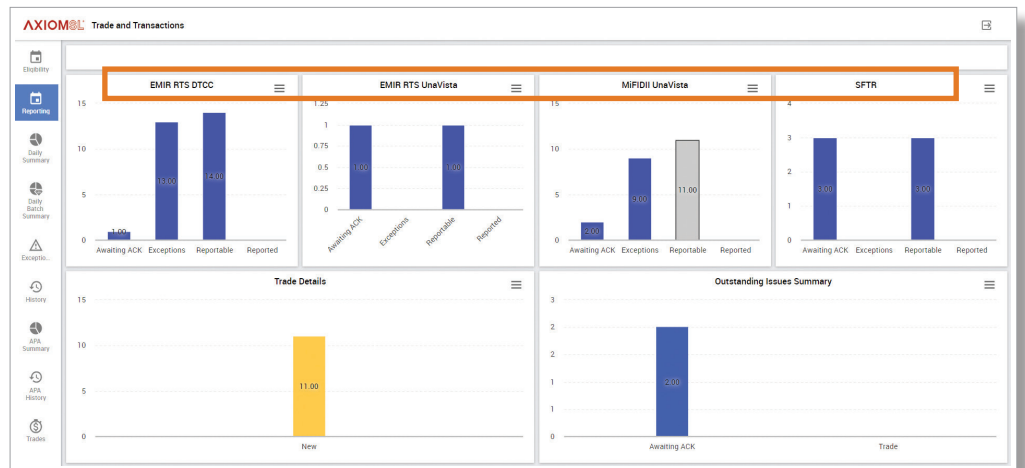 AXIOMSL Trade and Transactions
Eligibility
Reporting
Daily
Summary
Daily
Batch
Summary
Exceptio...
History
APA
Summary
APA
History
Trades
EMIR RTS DTCC
15
10
5
0
1.00
13.00
14.00
Awaiting ACK Exceptions Reportable Reported
EMIR RTS UnaVista
1.25
1
0.75
0.5
0.25
0
1.00
1.00
Awaiting ACK Exceptions Reportable Reported
MiFIDII UnaVista
15
10
5
0
2.00
9.00
11.00
Awaiting ACK Exceptions Reportable Reported
SFTR
4
3
2
1
0
3.00
3.00
Awaiting ACK Exceptions Reportable Reported
Trade Details
15
10
5
0
11.00
New
Outstanding Issues Summary
3
2
2
1
1
0
2.00
Awaiting ACK Trade